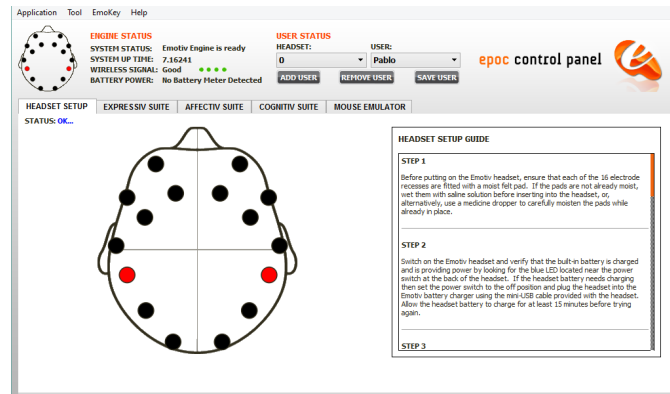 Application Tool EmoKey Help
ENGINE STATUS
SYSTEM STATUS: Emotiv Engine is ready
SYSTEM UP TIME: 7.16241
WIRELESS SIGNAL: Good
BATTERY POWER: No Battery Meter Detected
USER STATUS
HEADSET: USER:
0 Pablo
ADD USER REMOVE USER SAVE USER
epoc control panel
HEADSET SETUP EXPRESSIV SUITE AFFECTIV SUITE COGNITIV SUITE MOUSE EMULATOR
STATUS: OK...
HEADSET SETUP GUIDE
STEP 1
Before putting on the Emotiv headset, ensure that each of the 16 electrode
recesses are fitted with a moist felt pad. If the pads are not already moist,
wet them with saline solution before inserting into the headset, or,
alternatively, use a medicine dropper to carefully moisten the pads while
already in place.
STEP 2
Switch on the Emotiv headset and verify that the built-in battery is charged
and is providing power by looking for the blue LED located near the power
switch at the back of the headset. If the headset battery needs charging
then set the power switch to the off position and plug the headset into the
Emotiv battery charger using the mini-USB cable provided with the headset.
Allow the headset battery to charge for at least 15 minutes before trying
again.
STEP 3